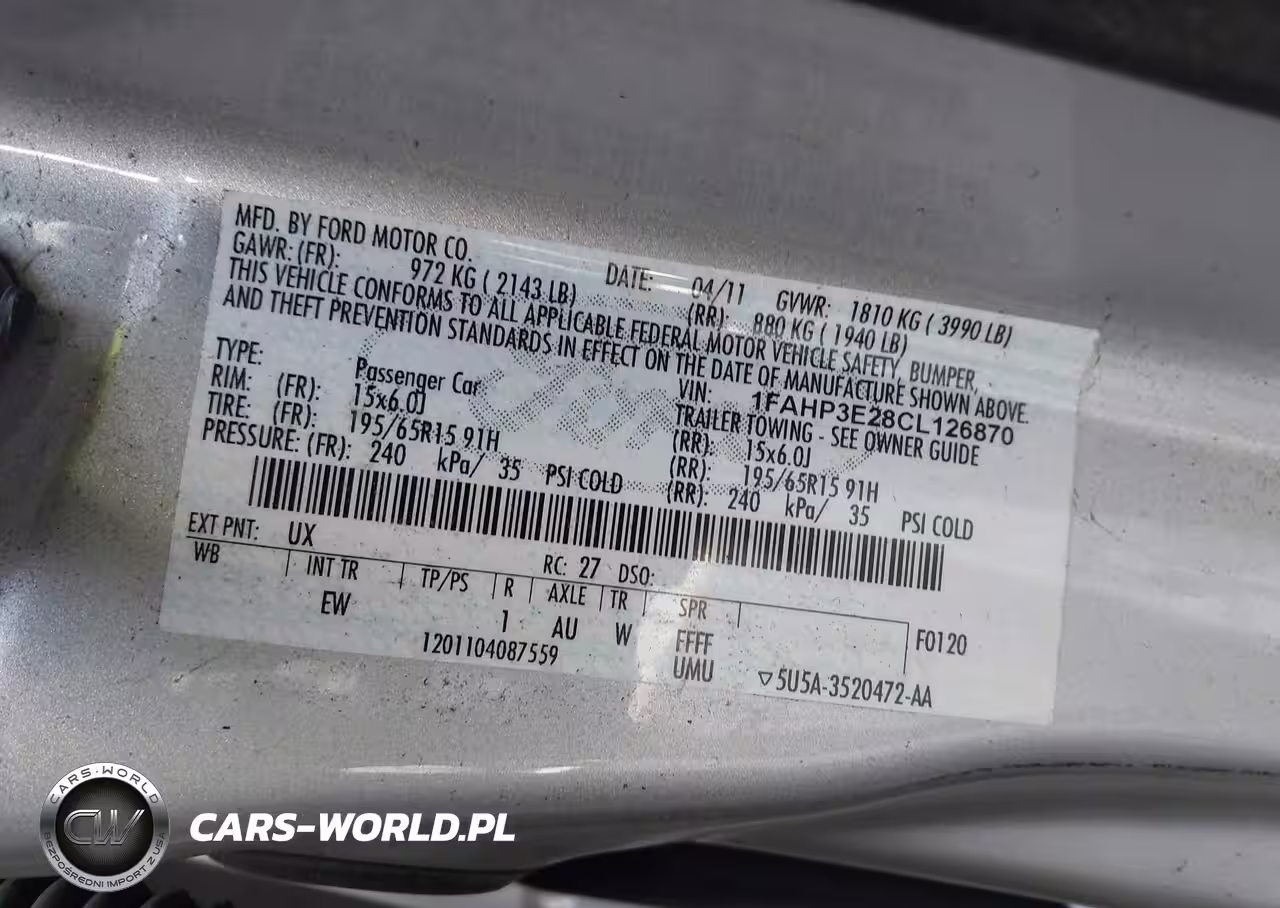 MFD. BY FORD MOTOR CO. DATE: 04/11 GVWR: 1810 KG ( 3990 LB)
GAWR: (FR): 972 KG ( 2143 LB) (RR): 880 KG ( 1940 LB)
THIS VEHICLE CONFORMS TO ALL APPLICABLE FEDERAL MOTOR VEHICLE SAFETY, BUMPER,
AND THEFT PREVENTION STANDARDS IN EFFECT ON THE DATE OF MANUFACTURE SHOWN ABOVE.
VIN: 1FAHP3E28CL126870
TYPE: Passenger Car TRAILER TOWING - SEE OWNER GUIDE
RIM: (FR): 15x6.0J (RR): 15x6.0J
TIRE: (FR): 195/65R15 91H (RR): 195/65R15 91H
PRESSURE: (FR): 240 kPa/ 35 PSI COLD (RR): 240 kPa/ 35 PSI COLD
EXT PNT: UX RC: 27 DSO:
WB INT TR TP/PS R AXLE TR SPR
EW 1 AU W FFFF F0120
1201104087559 UMU ▽5U5A-3520472-AA
CARS-WORLD
CW
BEZPOŚREDNI IMPORT Z USA
CARS-WORLD.PL